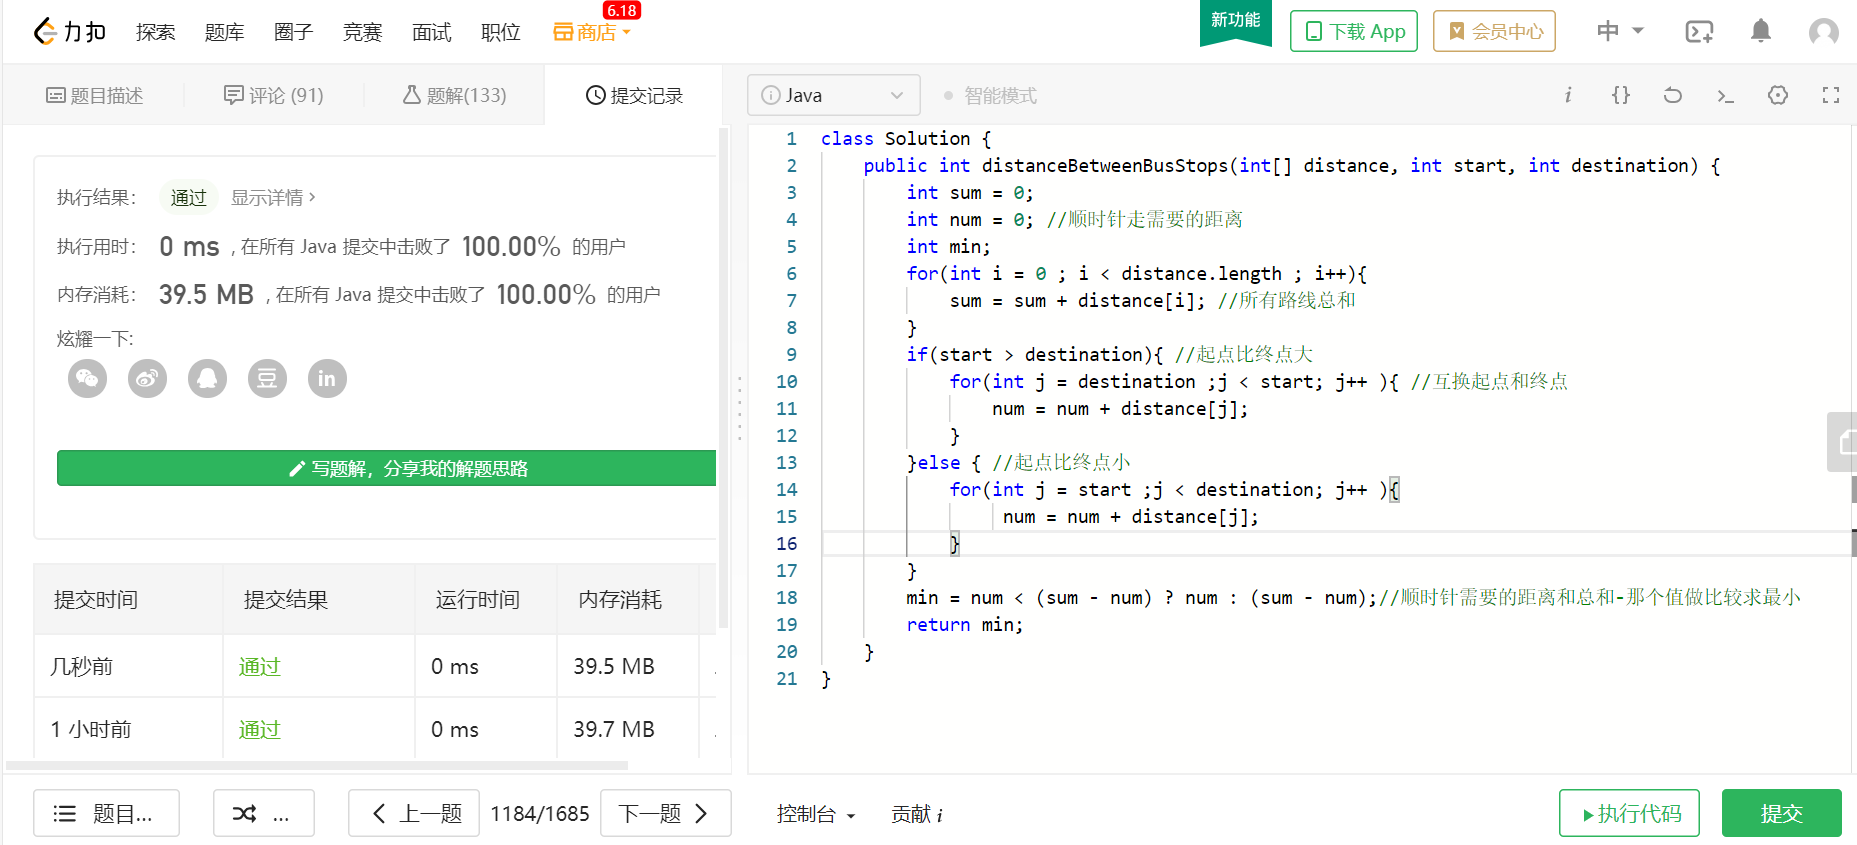 力扣 探索 题库 圈子 竞赛 面试 职位 商店 6.18 新功能 下载 App 会员中心 中
题目描述 评论 (91) 题解(133) 提交记录
执行结果： 通过 显示详情 >
执行用时： 0 ms , 在所有 Java 提交中击败了 100.00% 的用户
内存消耗： 39.5 MB , 在所有 Java 提交中击败了 100.00% 的用户
炫耀一下:
豆 in
写题解，分享我的解题思路
提交时间 提交结果 运行时间 内存消耗
几秒前 通过 0 ms 39.5 MB
1 小时前 通过 0 ms 39.7 MB
题目... ... 上一题 1184/1685 下一题
i Java 智能模式 i {} >_
1 class Solution {
2 public int distanceBetweenBusStops(int[] distance, int start, int destination) {
3 int sum = 0;
4 int num = 0; //顺时针走需要的距离
5 int min;
6 for(int i = 0 ; i < distance.length ; i++){
7 sum = sum + distance[i]; //所有路线总和
8 }
9 if(start > destination){ //起点比终点大
10 for(int j = destination ;j < start; j++ ){ //互换起点和终点
11 num = num + distance[j];
12 }
13 }else { //起点比终点小
14 for(int j = start ;j < destination; j++ ){
15 num = num + distance[j];
16 }
17 }
18 min = num < (sum - num) ? num : (sum - num);//顺时针需要的距离和总和-那个值做比较求最小
19 return min;
20 }
21 }
控制台 贡献 i 执行代码 提交